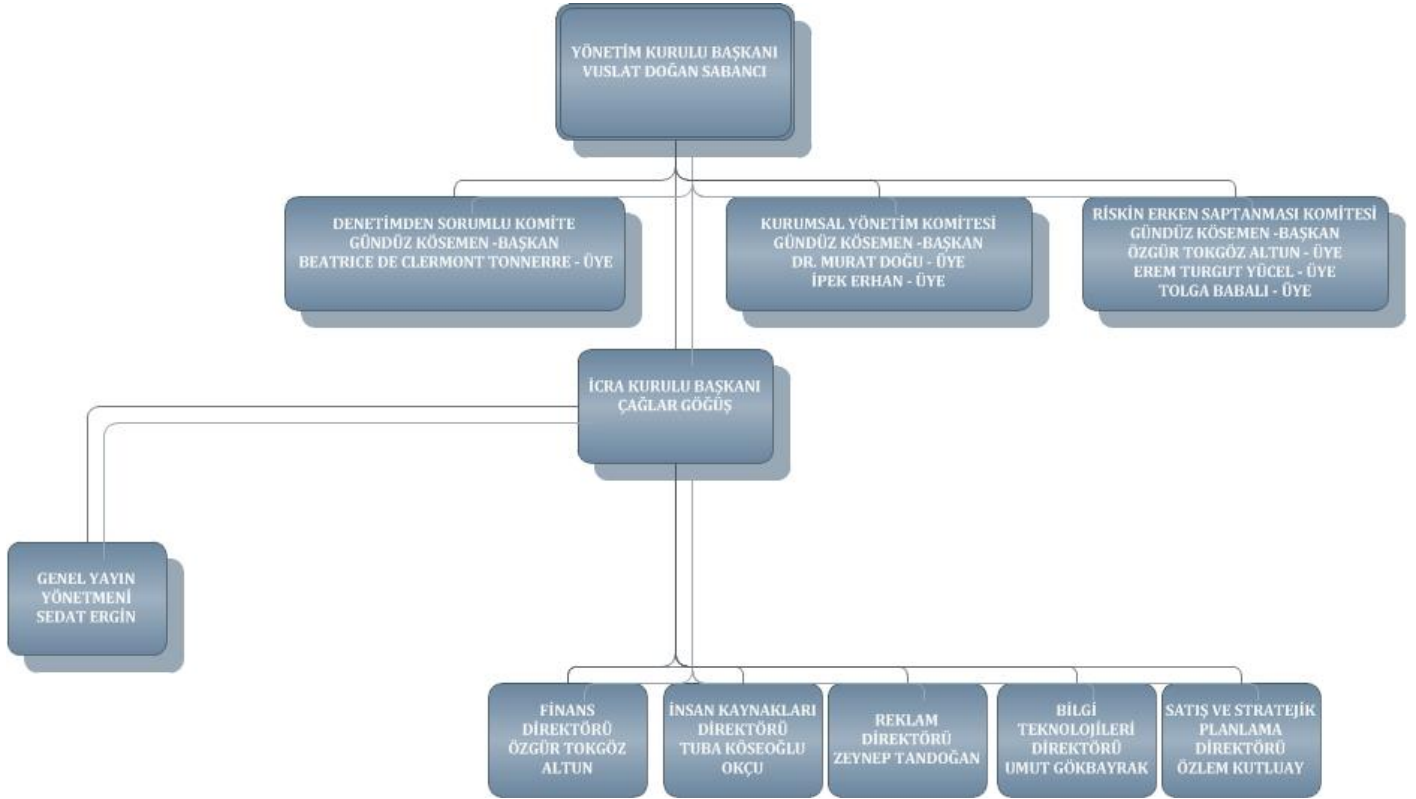 YÖNETİM KURULU BAŞKANI
VUSLAT DOĞAN SABANCI
DENETİMDEN SORUMLU KOMİTE
GÜNDÜZ KÖSEMEN -BAŞKAN
BEATRICE DE CLERMONT TONNERRE - ÜYE
KURUMSAL YÖNETİM KOMİTESİ
GÜNDÜZ KÖSEMEN -BAŞKAN
DR. MURAT DOĞU - ÜYE
İPEK ERHAN - ÜYE
RİSKİN ERKEN SAPTANMASI KOMİTESİ
GÜNDÜZ KÖSEMEN -BAŞKAN
ÖZGÜR TOKGÖZ ALTUN - ÜYE
EREM TURGUT YÜCEL - ÜYE
TOLGA BABALI - ÜYE
İCRA KURULU BAŞKANI
ÇAĞLAR GÖĞÜŞ
GENEL YAYIN
YÖNETMENİ
SEDAT ERGİN
FİNANS
DİREKTÖRÜ
ÖZGÜR TOKGÖZ
ALTUN
İNSAN KAYNAKLARI
DİREKTÖRÜ
TUBA KÖSEOĞLU
OKÇU
REKLAM
DİREKTÖRÜ
ZEYNEP TANDOĞAN
BİLGİ
TEKNOLOJİLERİ
DİREKTÖRÜ
UMUT GÖKBAYRAK
SATIŞ VE STRATEJİK
PLANLAMA
DİREKTÖRÜ
ÖZLEM KUTLUAY